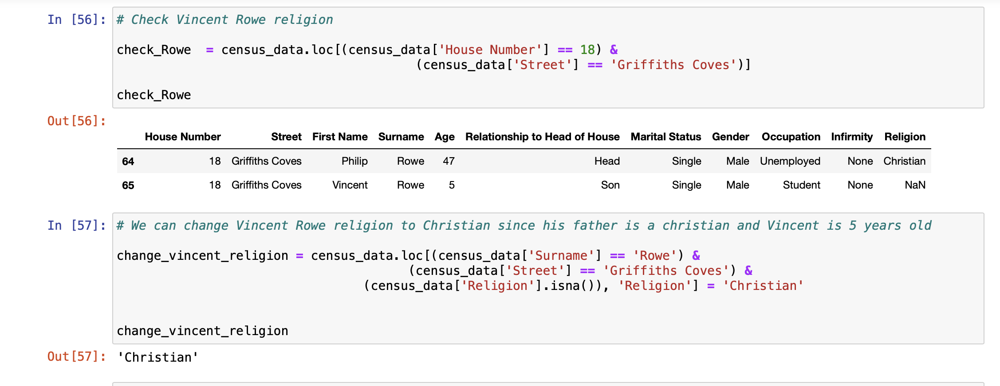 In [56]: # Check Vincent Rowe religion
check_Rowe  = census_data.loc[(census_data['House Number'] == 18) &
(census_data['Street'] == 'Griffiths Coves')]
check_Rowe
Out[56]:
House Number Street First Name Surname Age Relationship to Head of House Marital Status Gender Occupation Infirmity Religion
64 18 Griffiths Coves Philip Rowe 47 Head Single Male Unemployed None Christian
65 18 Griffiths Coves Vincent Rowe 5 Son Single Male Student None NaN
In [57]: # We can change Vincent Rowe religion to Christian since his father is a christian and Vincent is 5 years old
change_vincent_religion = census_data.loc[(census_data['Surname'] == 'Rowe') &
(census_data['Street'] == 'Griffiths Coves') &
(census_data['Religion'].isna()), 'Religion'] = 'Christian'
change_vincent_religion
Out[57]: 'Christian'